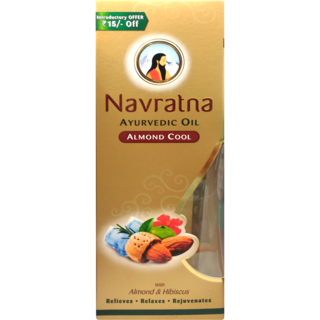 Introductory OFFER
₹15/- Off
Navratna
AYURVEDIC OIL
ALMOND COOL
With
Almond & Hibiscus
Relieves • Relaxes • Rejuvenates